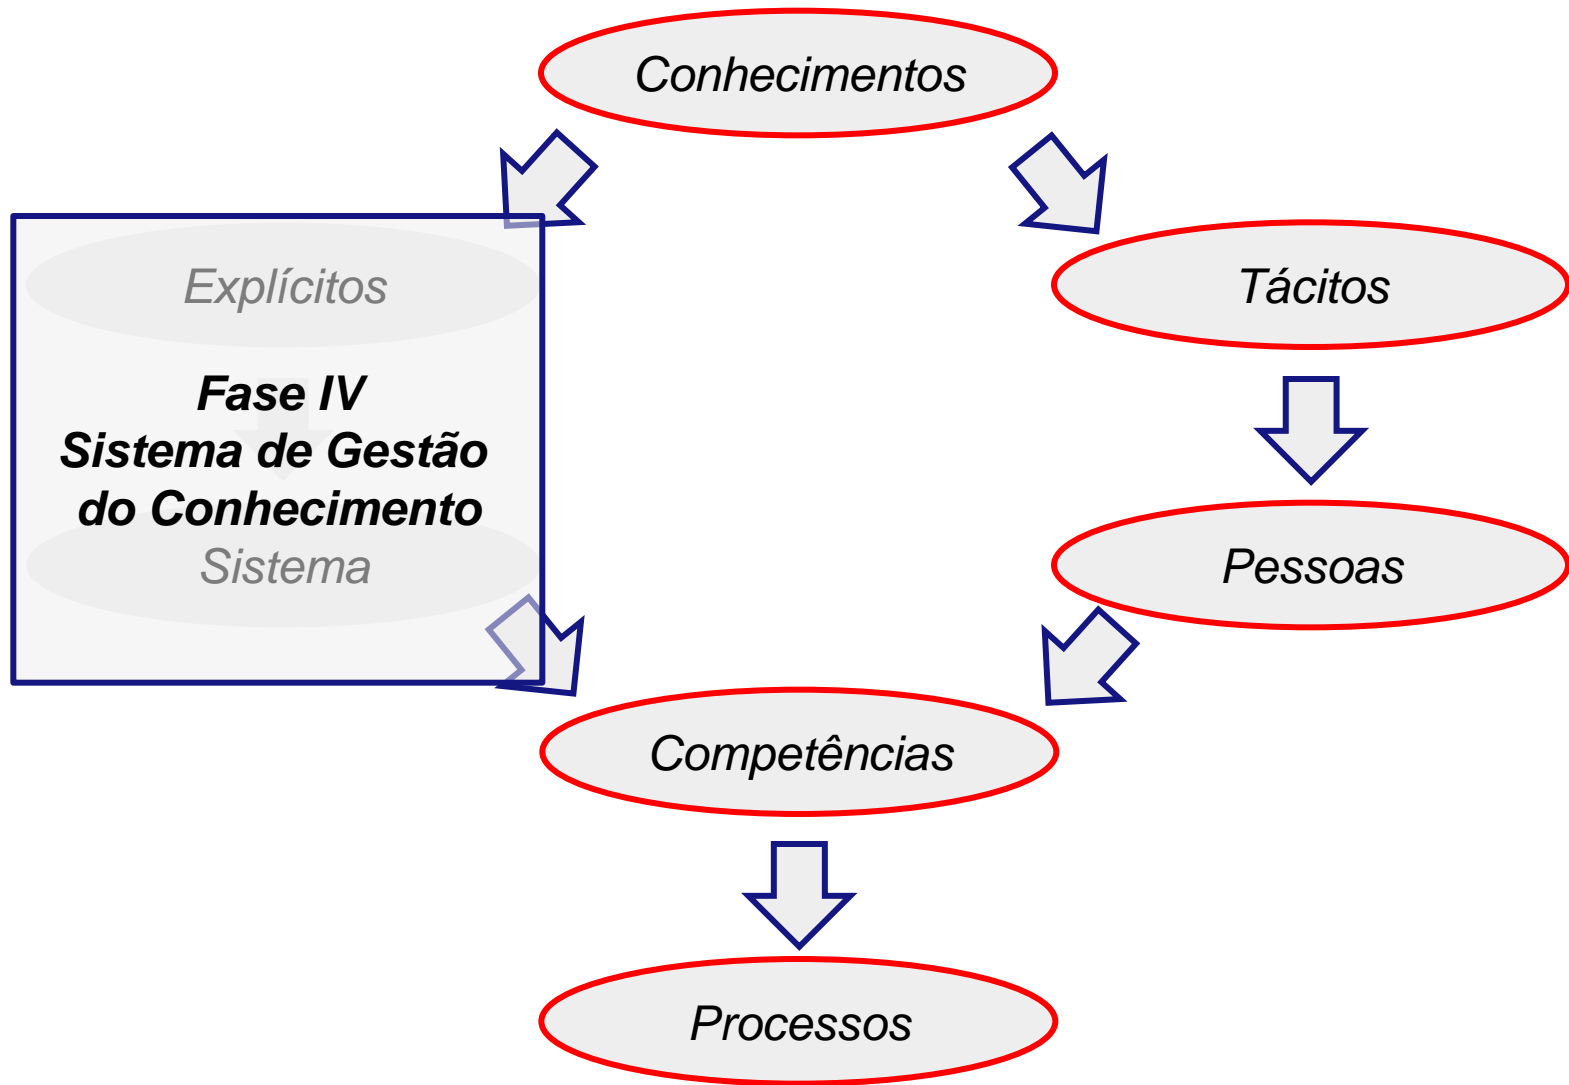 Conhecimentos
Explícitos
Tácitos
Fase IV
Sistema de Gestão
do Conhecimento
Sistema
Pessoas
Competências
Processos